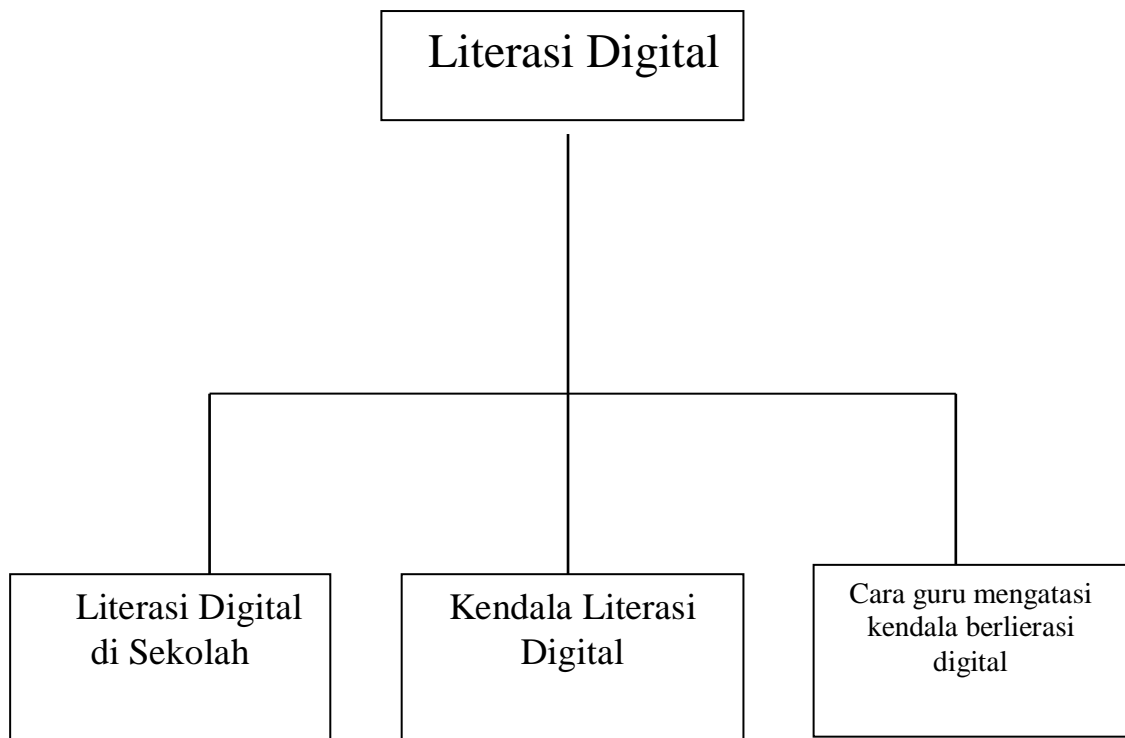 Literasi Digital
Literasi Digital
di Sekolah
Kendala Literasi
Digital
Cara guru mengatasi
kendala berlierasi
digital